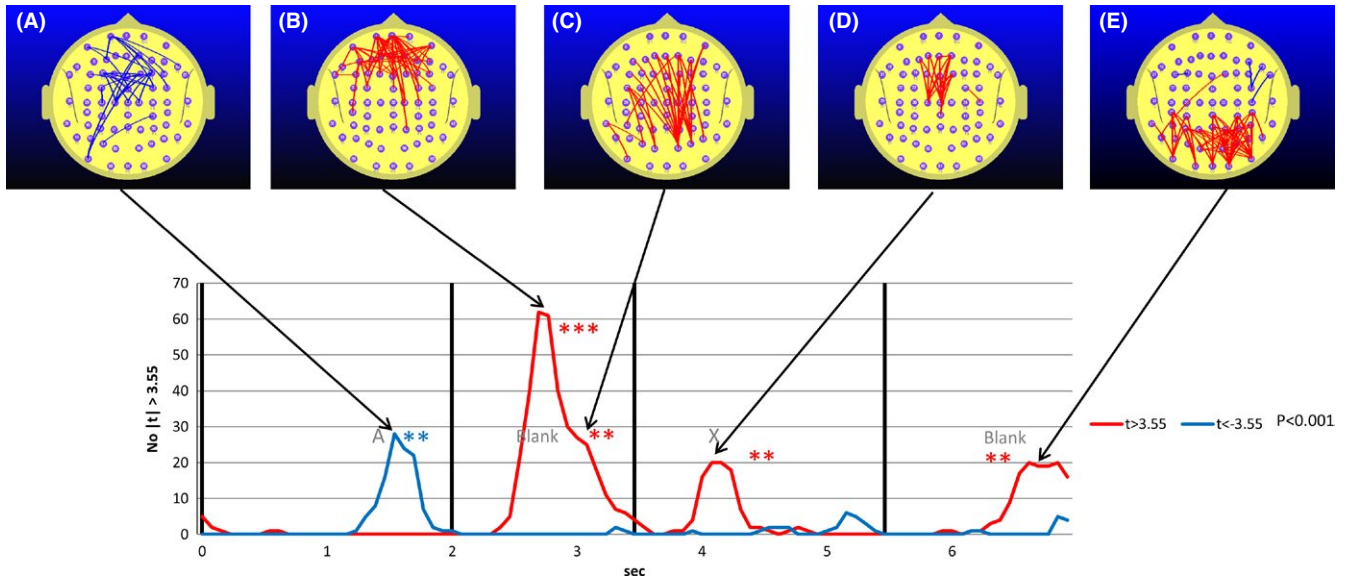 (A) (B) (C) (D) (E)
70
60
50
40
30
20
10
0
No |t| > 3.55
A **
***
Blank **
X **
Blank
**
0 1 2 3 4 5 6
sec
t>3.55 t<-3.55 P<0.001